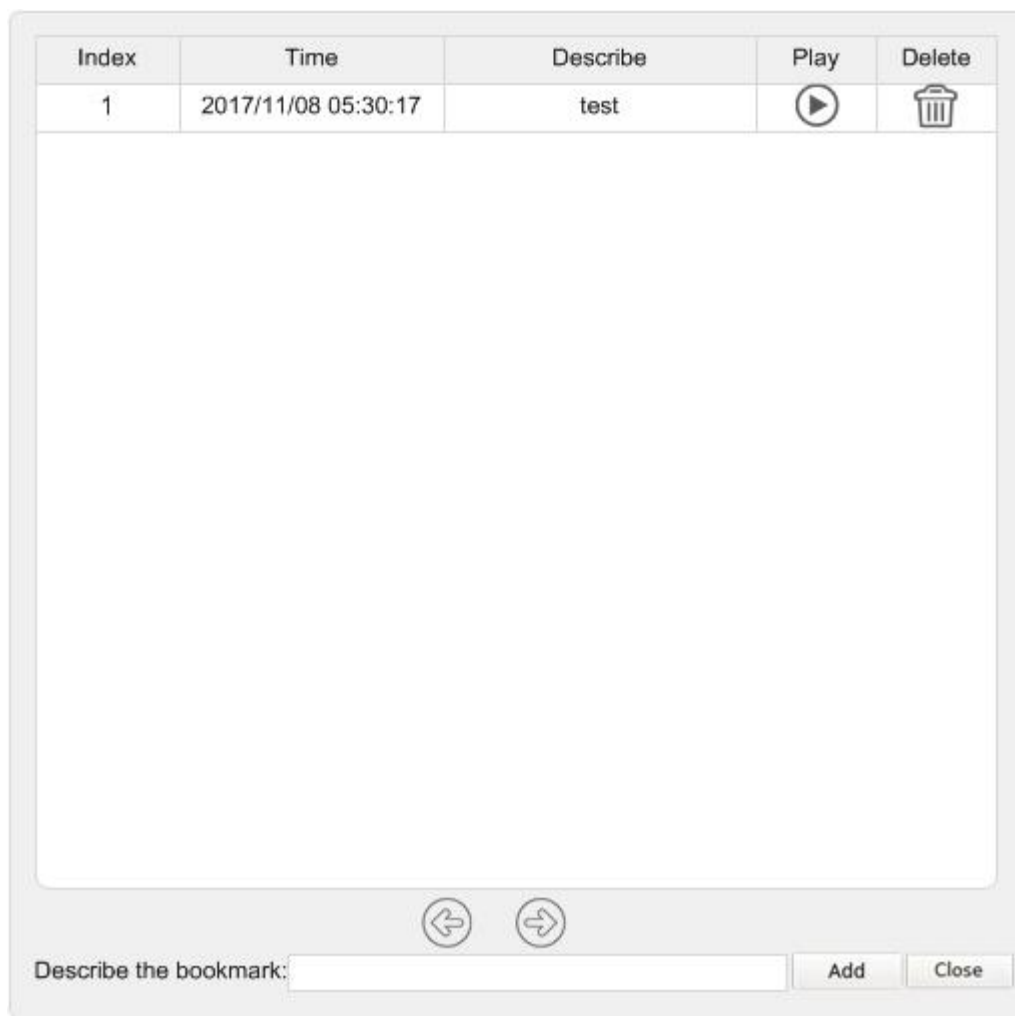 Index Time Describe Play Delete
1 2017/11/08 05:30:17 test
Describe the bookmark: Add Close